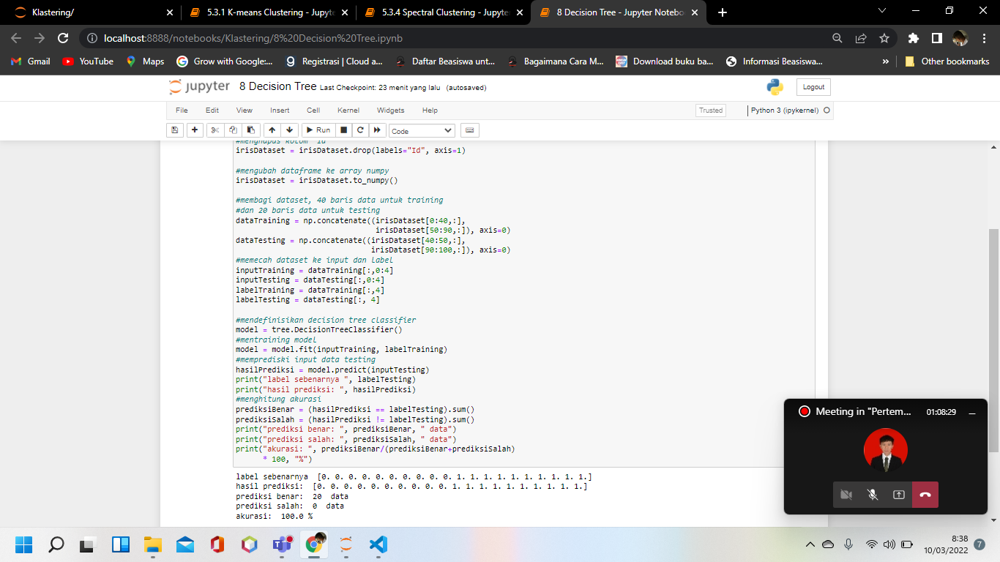 Klastering/
5.3.1 K-means Clustering - Jupyte
5.3.4 Spectral Clustering - Jupyte
8 Decision Tree - Jupyter Notebo
localhost:8888/notebooks/Klastering/8%20Decision%20Tree.ipynb
Gmail
YouTube
Maps
Grow with Google:...
Registrasi | Cloud a...
Daftar Beasiswa unt...
Bagaimana Cara M...
Download buku ba...
Informasi Beasiswa...
»
Other bookmarks
jupyter 8 Decision Tree Last Checkpoint: 23 menit yang lalu (autosaved)
Logout
File Edit View Insert Cell Kernel Widgets Help
Trusted
Python 3 (ipykernel)
Run
Code
#menghapus kolom "Id"
irisDataset = irisDataset.drop(labels="Id", axis=1)
#mengubah dataframe ke array numpy
irisDataset = irisDataset.to_numpy()
#membagi dataset, 40 baris data untuk training
#dan 20 baris data untuk testing
dataTraining = np.concatenate((irisDataset[0:40,:],
irisDataset[50:90,:]), axis=0)
dataTesting = np.concatenate((irisDataset[40:50,:],
irisDataset[90:100,:]), axis=0)
#memecah dataset ke input dan label
inputTraining = dataTraining[:,0:4]
inputTesting = dataTesting[:,0:4]
labelTraining = dataTraining[:,4]
labelTesting = dataTesting[:, 4]
#mendefinisikan decision tree classifier
model = tree.DecisionTreeClassifier()
#mentraining model
model = model.fit(inputTraining, labelTraining)
#memprediski input data testing
hasilPrediksi = model.predict(inputTesting)
print("label sebenarnya ", labelTesting)
print("hasil prediksi: ", hasilPrediksi)
#menghitung akurasi
prediksiBenar = (hasilPrediksi == labelTesting).sum()
prediksiSalah = (hasilPrediksi != labelTesting).sum()
print("prediksi benar: ", prediksiBenar, " data")
print("prediksi salah: ", prediksiSalah, " data")
print("akurasi: ", prediksiBenar/(prediksiBenar+prediksiSalah)
* 100, "%")
label sebenarnya  [0. 0. 0. 0. 0. 0. 0. 0. 0. 0. 1. 1. 1. 1. 1. 1. 1. 1. 1. 1.]
hasil prediksi:  [0. 0. 0. 0. 0. 0. 0. 0. 0. 0. 1. 1. 1. 1. 1. 1. 1. 1. 1. 1.]
prediksi benar:  20  data
prediksi salah:  0  data
akurasi:  100.0 %
Meeting in "Pertem... 01:08:29
8:38
10/03/2022
7